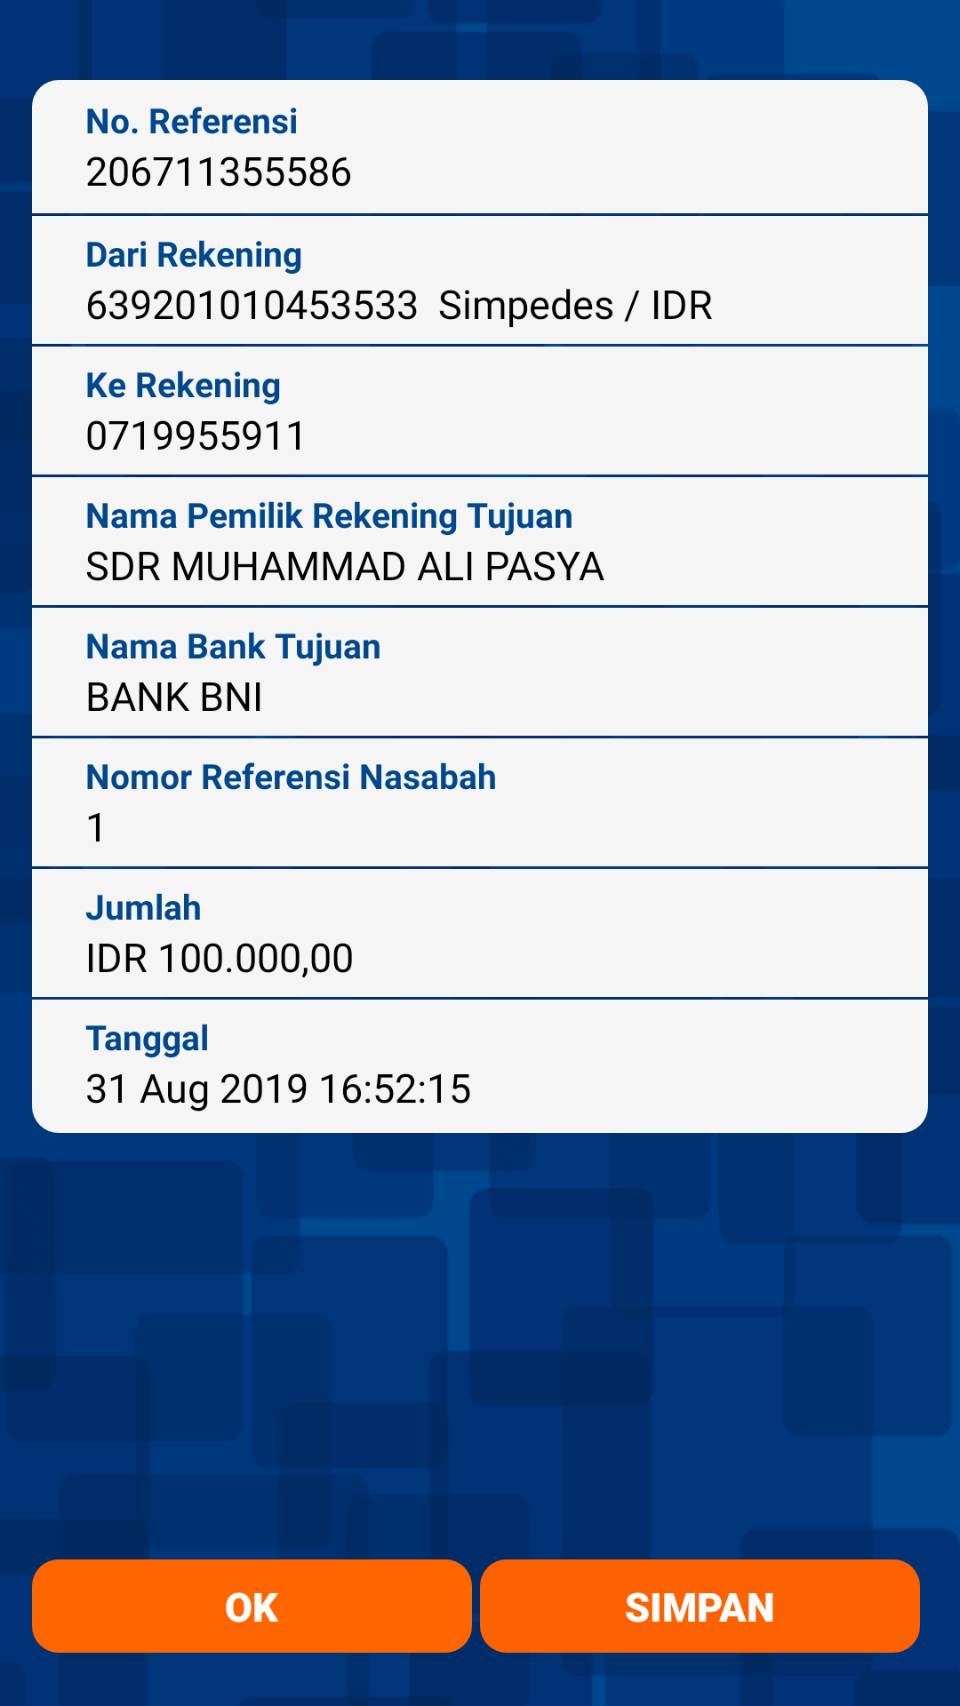 No. Referensi
206711355586
Dari Rekening
639201010453533  Simpedes / IDR
Ke Rekening
0719955911
Nama Pemilik Rekening Tujuan
SDR MUHAMMAD ALI PASYA
Nama Bank Tujuan
BANK BNI
Nomor Referensi Nasabah
1
Jumlah
IDR 100.000,00
Tanggal
31 Aug 2019 16:52:15
OK
SIMPAN